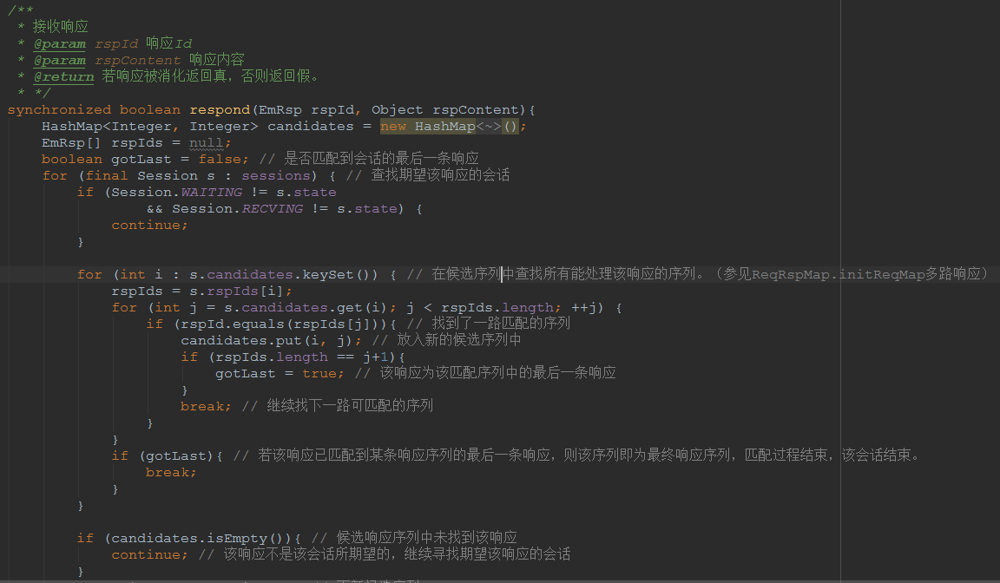 /**
 * 接收响应
 * @param rspId 响应Id
 * @param rspContent 响应内容
 * @return 若响应被消化返回真，否则返回假。
 * */
synchronized boolean respond(EmRsp rspId, Object rspContent){
    HashMap<Integer, Integer> candidates = new HashMap<~>();
    EmRsp[] rspIds = null;
    boolean gotLast = false; // 是否匹配到会话的最后一条响应
    for (final Session s : sessions) { // 查找期望该响应的会话
        if (Session.WAITING != s.state
                && Session.RECVING != s.state) {
            continue;
        }
        for (int i : s.candidates.keySet()) { // 在候选序列中查找所有能处理该响应的序列。（参见ReqRspMap.initReqMap多路响应）
            rspIds = s.rspIds[i];
            for (int j = s.candidates.get(i); j < rspIds.length; ++j) {
                if (rspId.equals(rspIds[j])){ // 找到了一路匹配的序列
                    candidates.put(i, j); // 放入新的候选序列中
                    if (rspIds.length == j+1){
                        gotLast = true; // 该响应为该匹配序列中的最后一条响应
                    }
                    break; // 继续找下一路可匹配的序列
                }
            }
            if (gotLast){ // 若该响应已匹配到某条响应序列的最后一条响应，则该序列即为最终响应序列，匹配过程结束，该会话结束。
                break;
            }
        }
        if (candidates.isEmpty()){ // 候选响应序列中未找到该响应
            continue; // 该响应不是该会话所期望的，继续寻找期望该响应的会话
        }